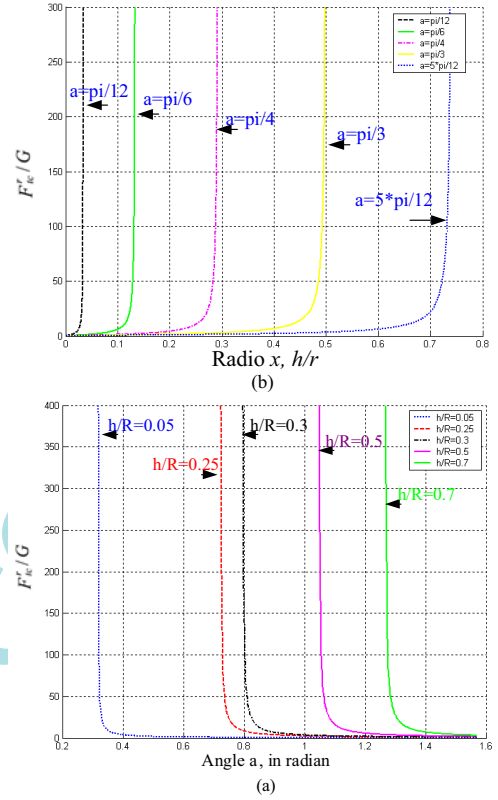 300
250
200
150
100
50
0
F^r_tc / G
a=pi/12
a=pi/6
a=pi/4
a=pi/3
a=5*pi/12
a=pi/12
a=pi/6
a=pi/4
a=pi/3
a=5*pi/12
0 0.1 0.2 0.3 0.4 0.5 0.6 0.7 0.8
Radio x, h/r
(b)
400
350
300
250
200
150
100
50
0
F^r_tc / G
h/R=0.05
h/R=0.25
h/R=0.3
h/R=0.5
h/R=0.7
h/R=0.05
h/R=0.25
h/R=0.3
h/R=0.5
h/R=0.7
0.2 0.4 0.6 0.8 1 1.2 1.4 1.6
Angle a , in radian
(a)